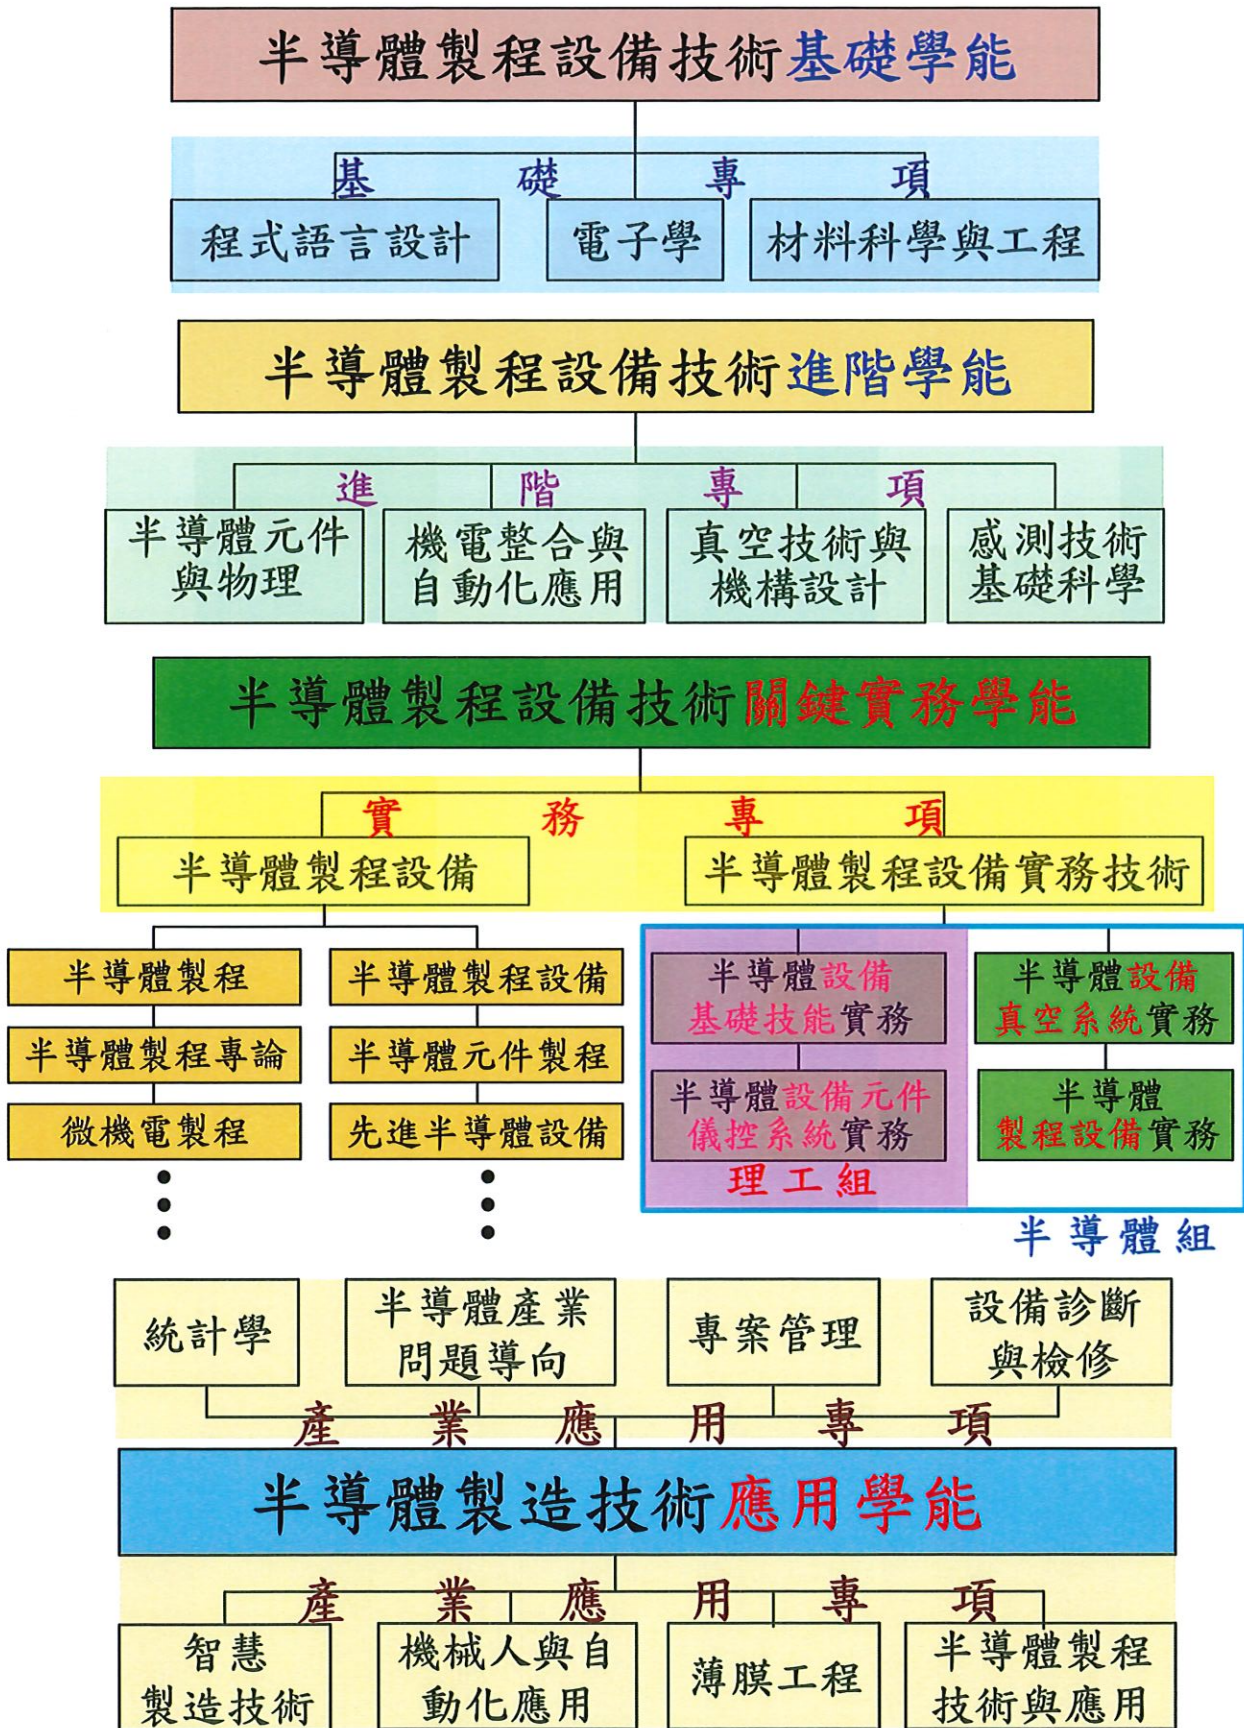 半導體製程設備技術基礎學能
基礎專項
程式語言設計
電子學
材料科學與工程
半導體製程設備技術進階學能
進階專項
半導體元件
與物理
機電整合與
自動化應用
真空技術與
機構設計
感測技術
基礎科學
半導體製程設備技術關鍵實務學能
實務專項
半導體製程設備
半導體製程設備實務技術
半導體製程
半導體製程專論
微機電製程
半導體製程設備
半導體元件製程
先進半導體設備
半導體設備
基礎技能實務
半導體設備元件
儀控系統實務
理工組
半導體設備
真空系統實務
半導體
製程設備實務
半導體組
統計學
半導體產業
問題導向
專案管理
設備診斷
與檢修
產業應用專項
半導體製造技術應用學能
產業應用專項
智慧
製造技術
機械人與自
動化應用
薄膜工程
半導體製程
技術與應用